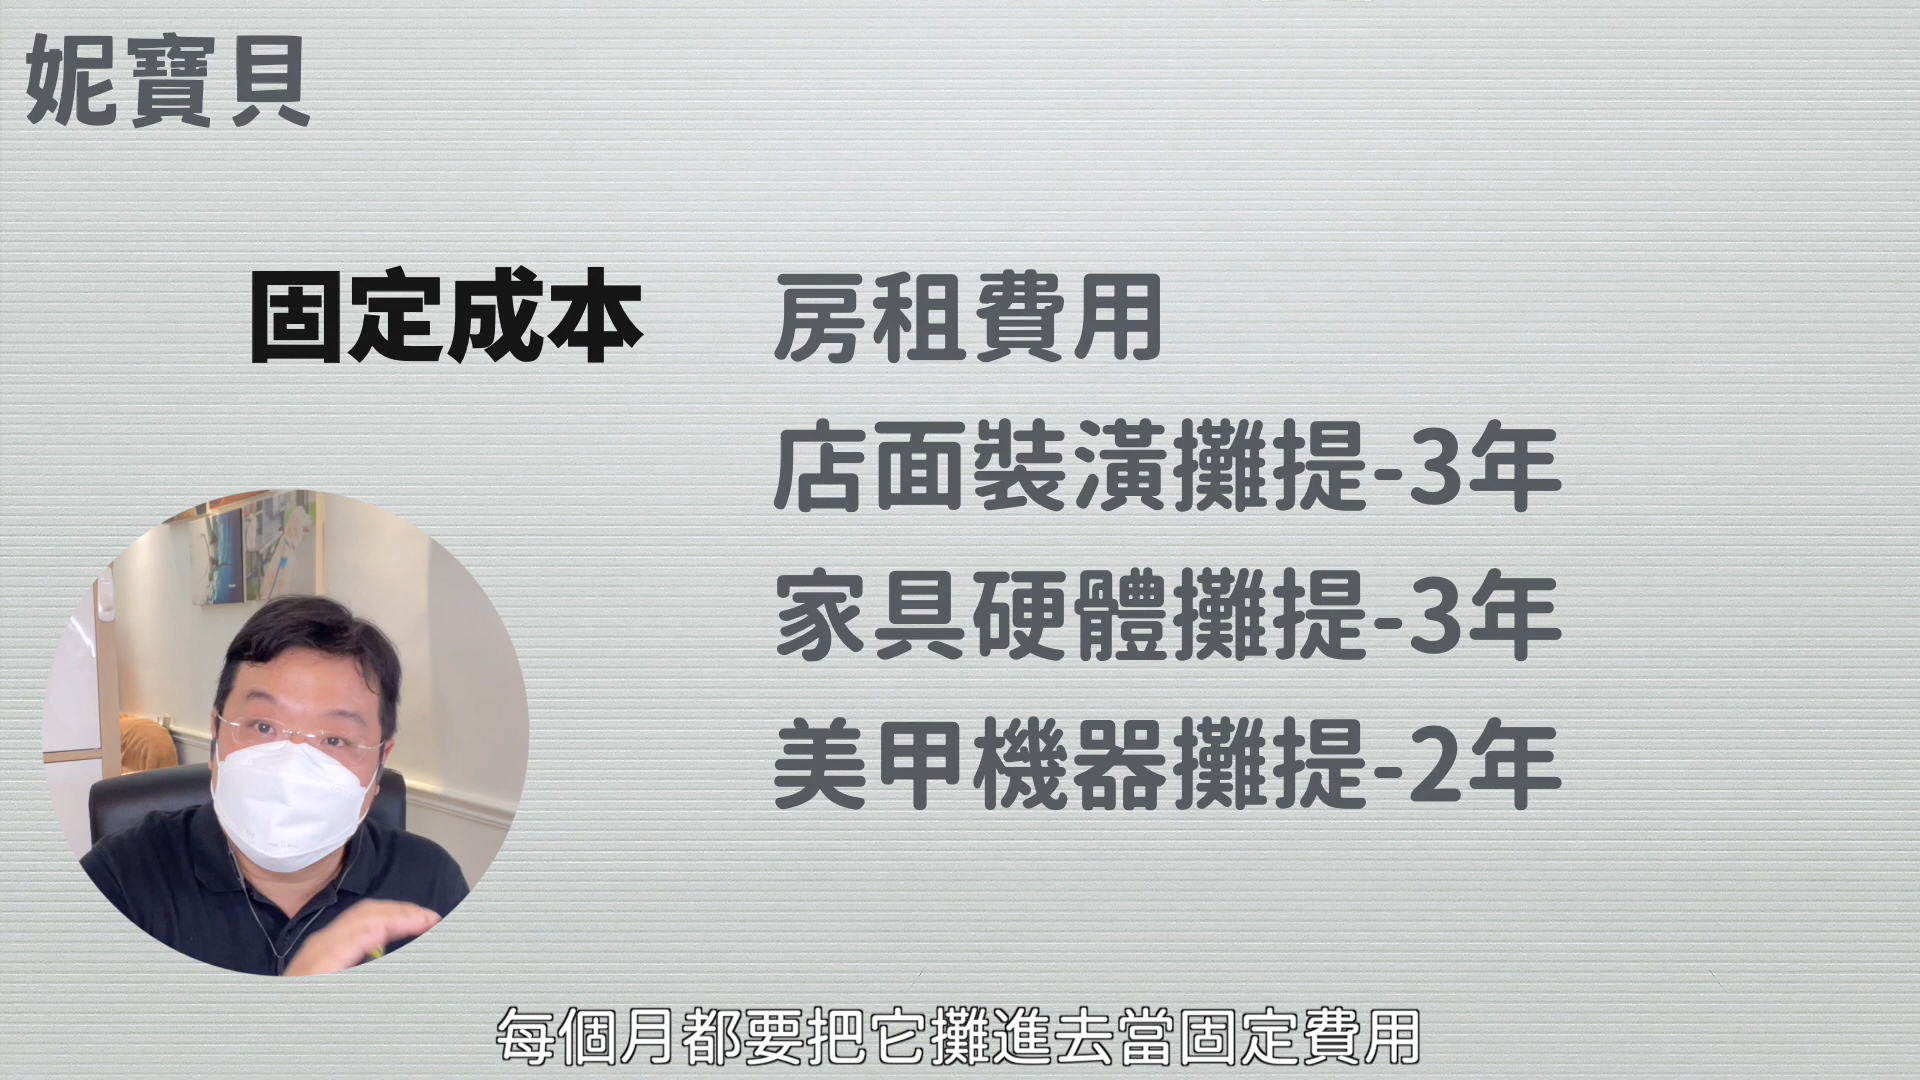 妮寶貝
固定成本
房租費用
店面裝潢攤提-3年
家具硬體攤提-3年
美甲機器攤提-2年
每個月都要把它攤進去當固定費用